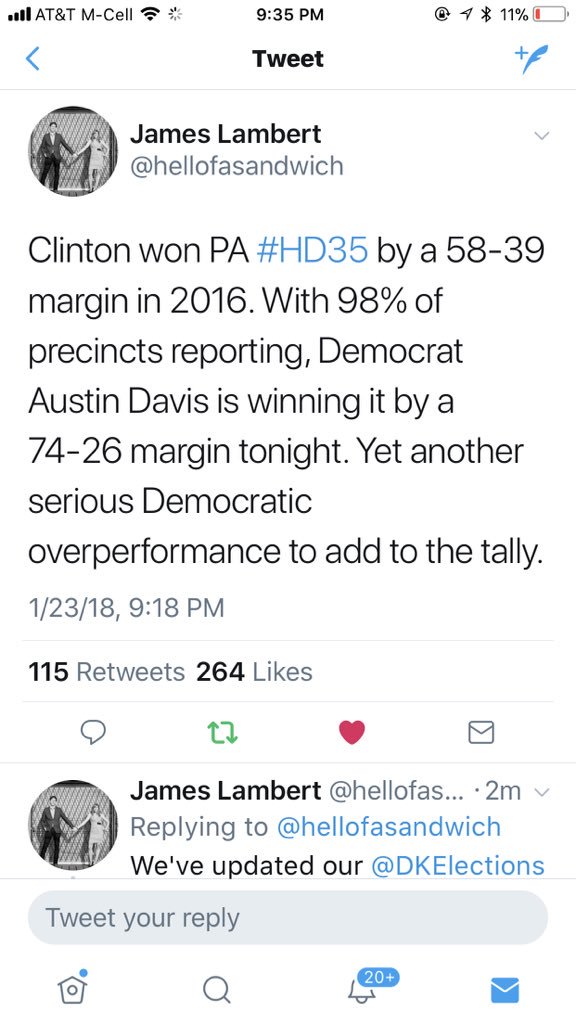 AT&T M-Cell 9:35 PM 11%
Tweet
James Lambert
@hellofasandwich
Clinton won PA #HD35 by a 58-39
margin in 2016. With 98% of
precincts reporting, Democrat
Austin Davis is winning it by a
74-26 margin tonight. Yet another
serious Democratic
overperformance to add to the tally.
1/23/18, 9:18 PM
115 Retweets 264 Likes
James Lambert @hellofas... · 2m
Replying to @hellofasandwich
We've updated our @DKElections
Tweet your reply
20+